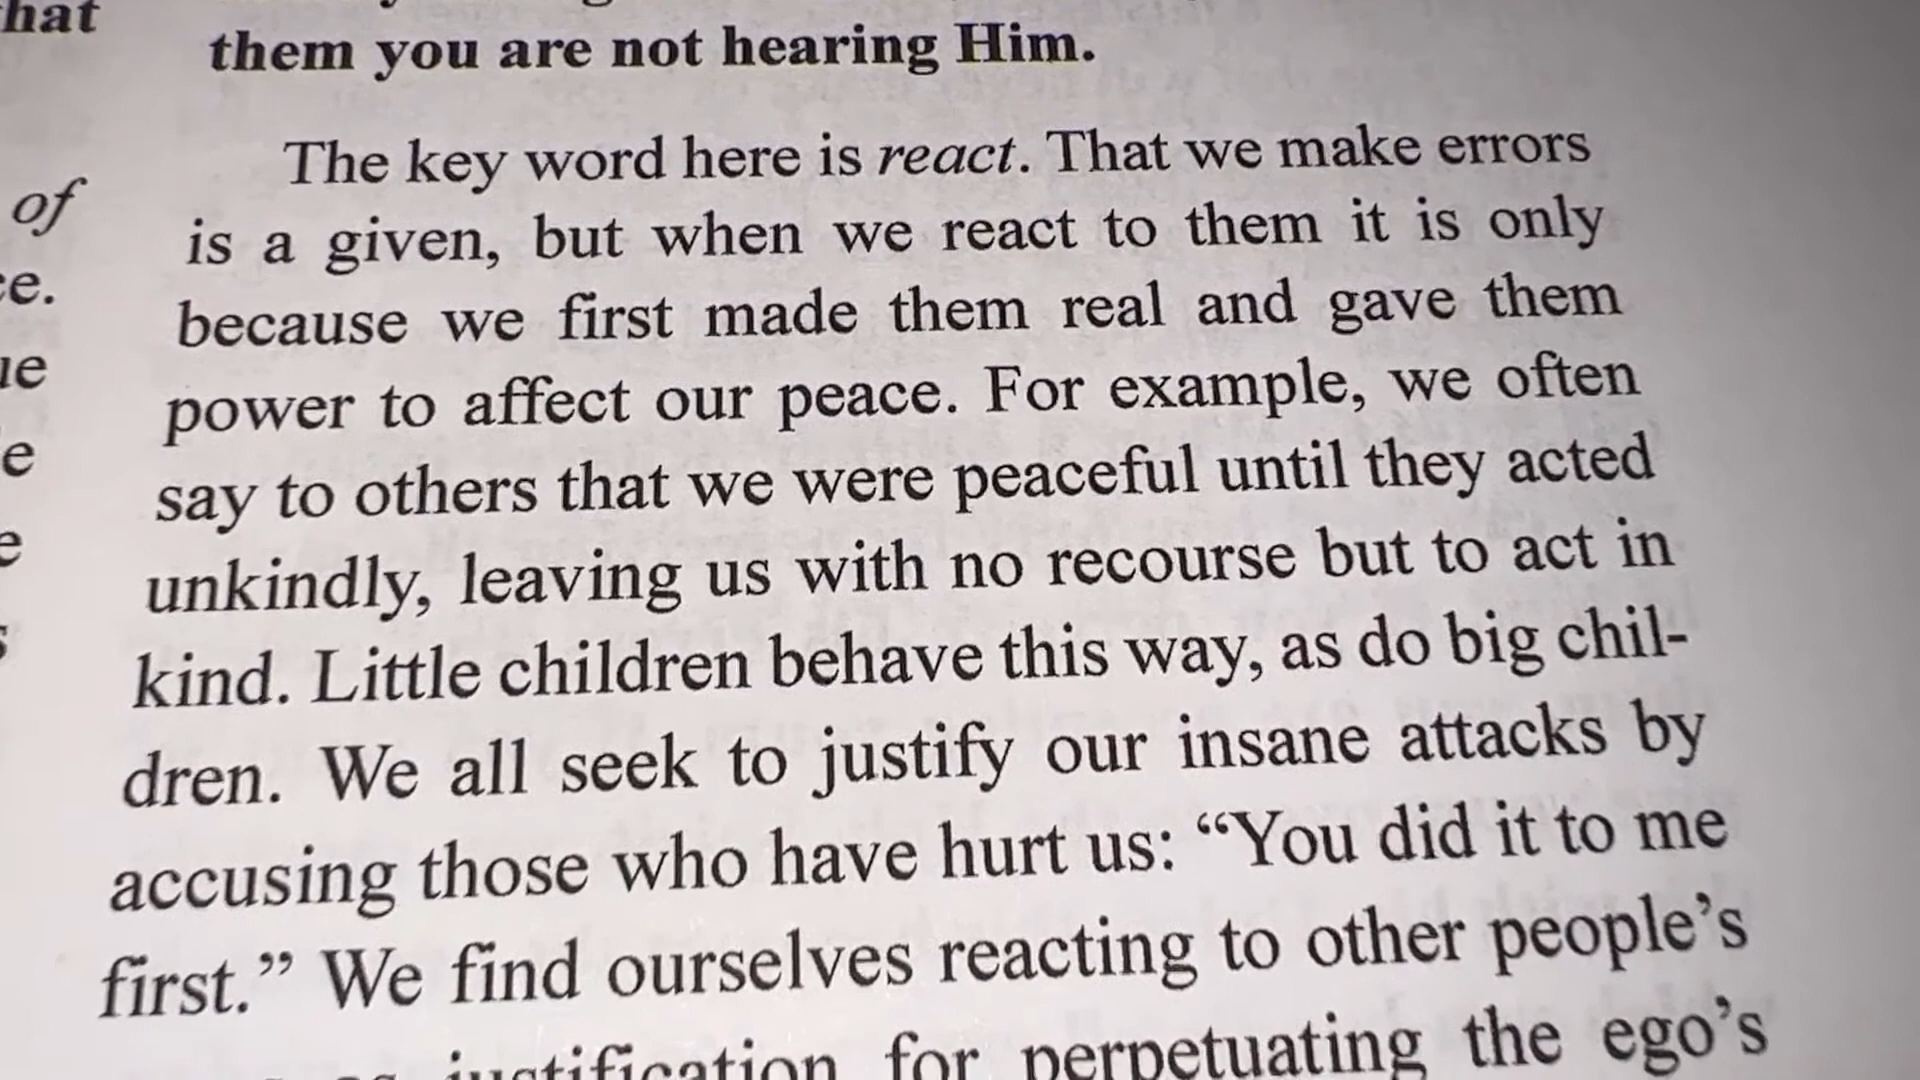 hat
of
e.
e
e
them you are not hearing Him.
The key word here is react. That we make errors
is a given, but when we react to them it is only
because we first made them real and gave them
power to affect our peace. For example, we often
say to others that we were peaceful until they acted
unkindly, leaving us with no recourse but to act in
kind. Little children behave this way, as do big chil-
dren. We all seek to justify our insane attacks by
accusing those who have hurt us: “You did it to me
first.” We find ourselves reacting to other people’s
justification for perpetuating the ego’s